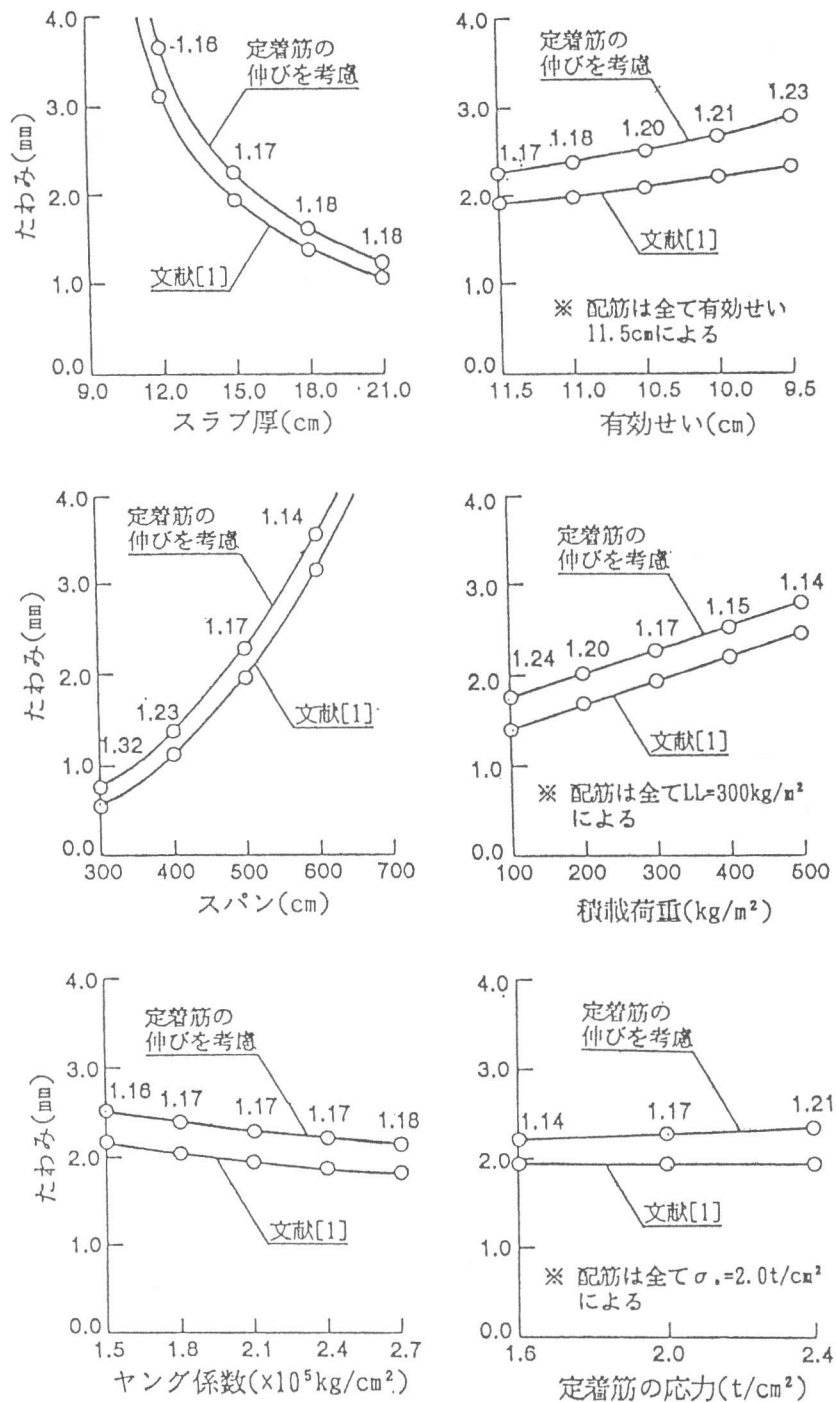 4.0
3.0
2.0
1.0
0.0
たわみ(mm)
-1.16
1.17
1.18
1.18
定着筋の
伸びを考慮
文献[1]
9.0 12.0 15.0 18.0 21.0
スラブ厚(cm)
4.0
3.0
2.0
1.0
0.0
定着筋の
伸びを考慮
1.17 1.18 1.20 1.21 1.23
文献[1]
※ 配筋は全て有効せい
11.5cmによる
11.5 11.0 10.5 10.0 9.5
有効せい(cm)
4.0
3.0
2.0
1.0
0.0
たわみ(mm)
定着筋の
伸びを考慮
1.32 1.23 1.17 1.14
文献[1]
300 400 500 600 700
スパン(cm)
4.0
3.0
2.0
1.0
0.0
定着筋の
伸びを考慮
1.24 1.20 1.17 1.15 1.14
文献[1]
※ 配筋は全てLL=300kg/m²
による
100 200 300 400 500
積載荷重(kg/m²)
4.0
3.0
2.0
1.0
0.0
たわみ(mm)
定着筋の
伸びを考慮
1.16 1.17 1.17 1.17 1.18
文献[1]
1.5 1.8 2.1 2.4 2.7
ヤング係数(×10⁵kg/cm²)
4.0
3.0
2.0
1.0
0.0
定着筋の
伸びを考慮
1.14 1.17 1.21
文献[1]
※ 配筋は全てσ=2.0t/cm²
による
1.6 2.0 2.4
定着筋の応力(t/cm²)